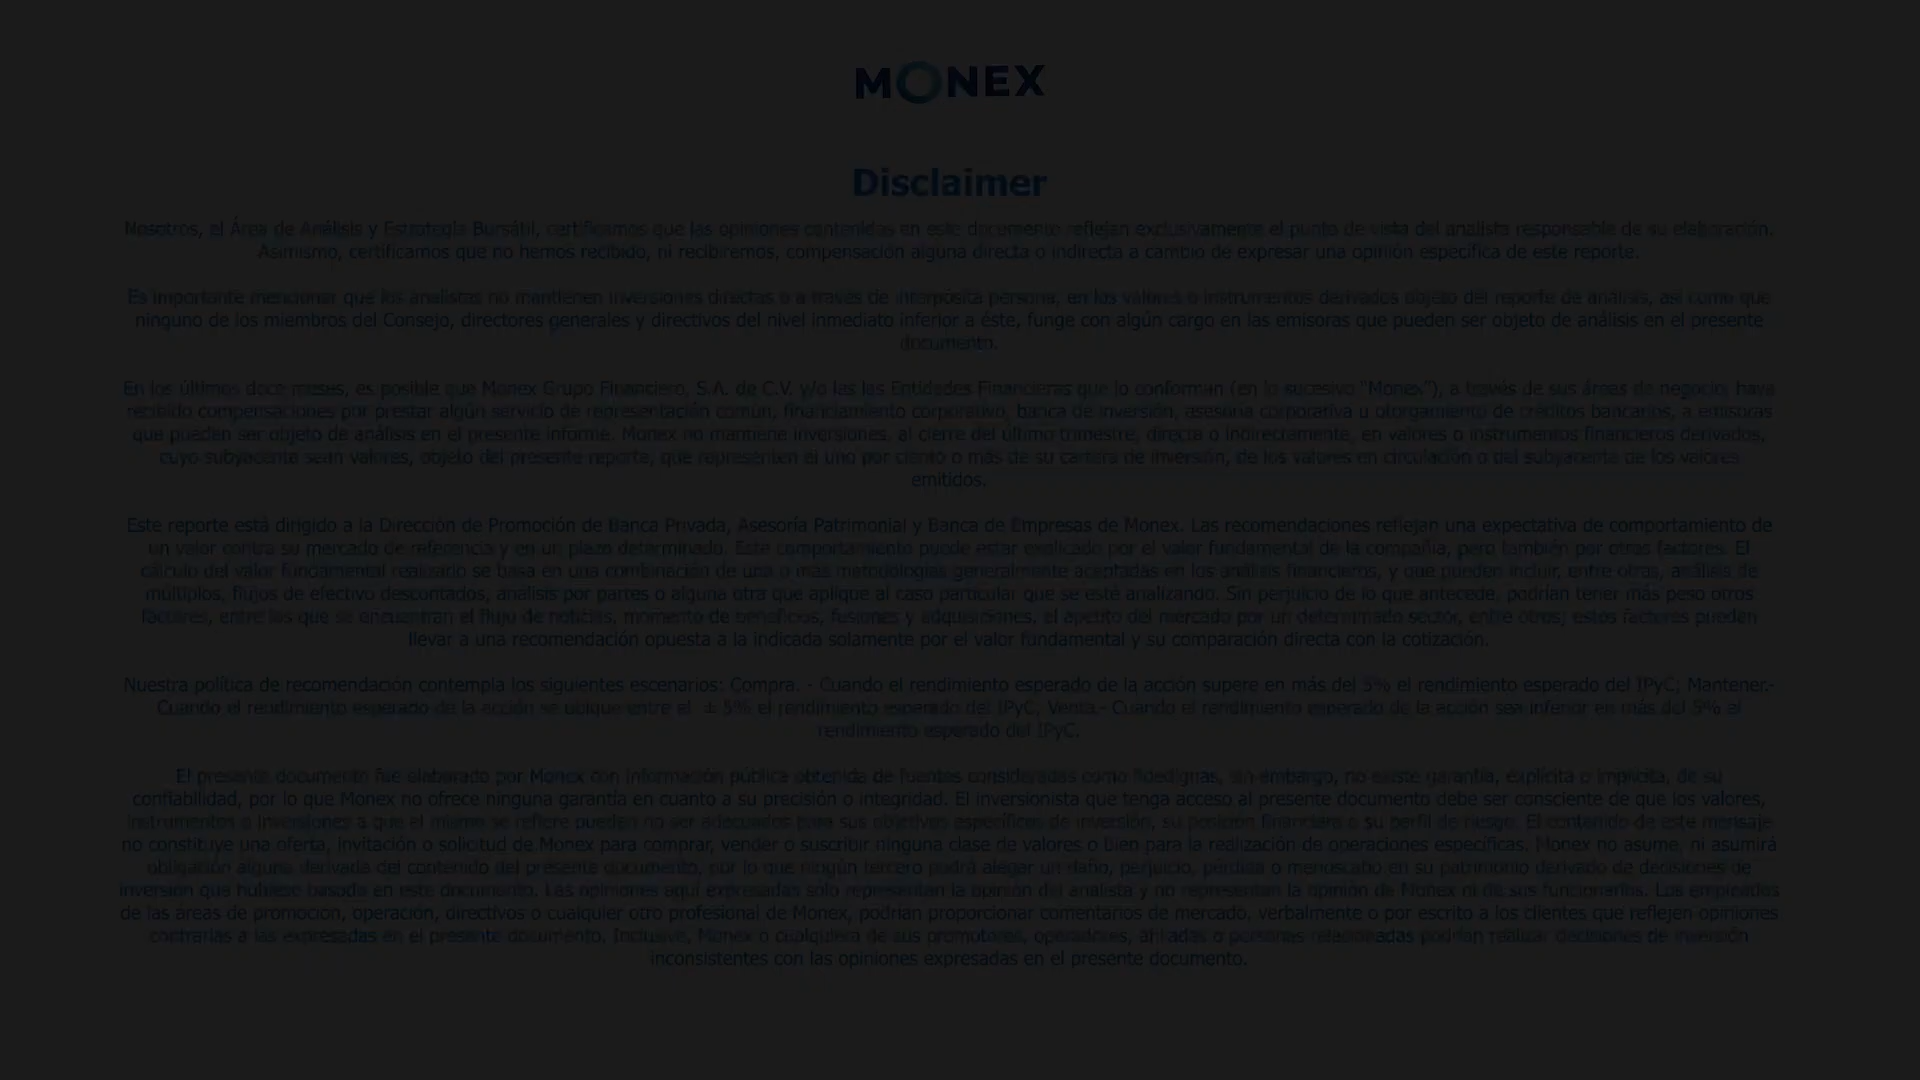 MONEX
Disclaimer
Nosotros, el Área de Análisis y Estrategia Bursátil, certificamos que las opiniones contenidas en este documento reflejan exclusivamente el punto de vista del analista responsable de su elaboración.
Asimismo, certificamos que no hemos recibido, ni recibiremos, compensación alguna directa o indirecta a cambio de expresar una opinión específica de este reporte.
Es importante mencionar que los analistas no mantienen inversiones directas o a través de interpósita persona, en los valores o instrumentos derivados objeto del reporte de análisis, así como que
ninguno de los miembros del Consejo, directores generales y directivos del nivel inmediato inferior a éste, funge con algún cargo en las emisoras que pueden ser objeto de análisis en el presente
documento.
En los últimos doce meses, es posible que Monex Grupo Financiero, S.A. de C.V. y/o las las Entidades Financieras que lo conforman (en lo sucesivo "Monex"), a través de sus áreas de negocio, haya
recibido compensaciones por prestar algún servicio de representación común, financiamiento corporativo, banca de inversión, asesoría corporativa u otorgamiento de créditos bancarios, a emisoras
que pueden ser objeto de análisis en el presente informe. Monex no mantiene inversiones, al cierre del último trimestre, directa o indirectamente, en valores o instrumentos financieros derivados,
cuyo subyacente sean valores, objeto del presente reporte, que representen el uno por ciento o más de su cartera de inversión, de los valores en circulación o del subyacente de los valores
emitidos.
Este reporte está dirigido a la Dirección de Promoción de Banca Privada, Asesoría Patrimonial y Banca de Empresas de Monex. Las recomendaciones reflejan una expectativa de comportamiento de
un valor contra su mercado de referencia y en un plazo determinado. Este comportamiento puede estar explicado por el valor fundamental de la compañía, pero también por otros factores. El
cálculo del valor fundamental realizado se basa en una combinación de una o más metodologías generalmente aceptadas en los análisis financieros, y que pueden incluir, entre otras, análisis de
múltiplos, flujos de efectivo descontados, análisis por partes o alguna otra que aplique al caso particular que se esté analizando. Sin perjuicio de lo que antecede, podrían tener más peso otros
factores, entre los que se encuentran el flujo de noticias, momento de beneficios, fusiones y adquisiciones, el apetito del mercado por un determinado sector, entre otros; estos factores pueden
llevar a una recomendación opuesta a la indicada solamente por el valor fundamental y su comparación directa con la cotización.
Nuestra política de recomendación contempla los siguientes escenarios: Compra. - Cuando el rendimiento esperado de la acción supere en más del 5% el rendimiento esperado del IPyC; Mantener.-
Cuando el rendimiento esperado de la acción se ubique entre el ± 5% el rendimiento esperado del IPyC; Venta.- Cuando el rendimiento esperado de la acción sea inferior en más del 5% el
rendimiento esperado del IPyC.
El presente documento fue elaborado por Monex con información pública obtenida de fuentes consideradas como fidedignas, sin embargo, no existe garantía, explícita o implícita, de su
confiabilidad, por lo que Monex no ofrece ninguna garantía en cuanto a su precisión o integridad. El inversionista que tenga acceso al presente documento debe ser consciente de que los valores,
instrumentos o inversiones a que el mismo se refiere pueden no ser adecuados para sus objetivos específicos de inversión, su posición financiera o su perfil de riesgo. El contenido de este mensaje
no constituye una oferta, invitación o solicitud de Monex para comprar, vender o suscribir ninguna clase de valores o bien para la realización de operaciones específicas. Monex no asume, ni asumirá
obligación alguna derivada del contenido del presente documento, por lo que ningún tercero podrá alegar un daño, perjuicio, pérdida o menoscabo en su patrimonio derivado de decisiones de
inversión que hubiese basado en este documento. Las opiniones aquí expresadas sólo representan la opinión del analista y no representan la opinión de Monex ni de sus funcionarios. Los empleados
de las áreas de promoción, operación, directivos o cualquier otro profesional de Monex, podrían proporcionar comentarios de mercado, verbalmente o por escrito a los clientes que reflejen opiniones
contrarias a las expresadas en el presente documento. Inclusive, Monex o cualquiera de sus promotores, operadores, afiliadas o personas relacionadas podrían realizar decisiones de inversión
inconsistentes con las opiniones expresadas en el presente documento.